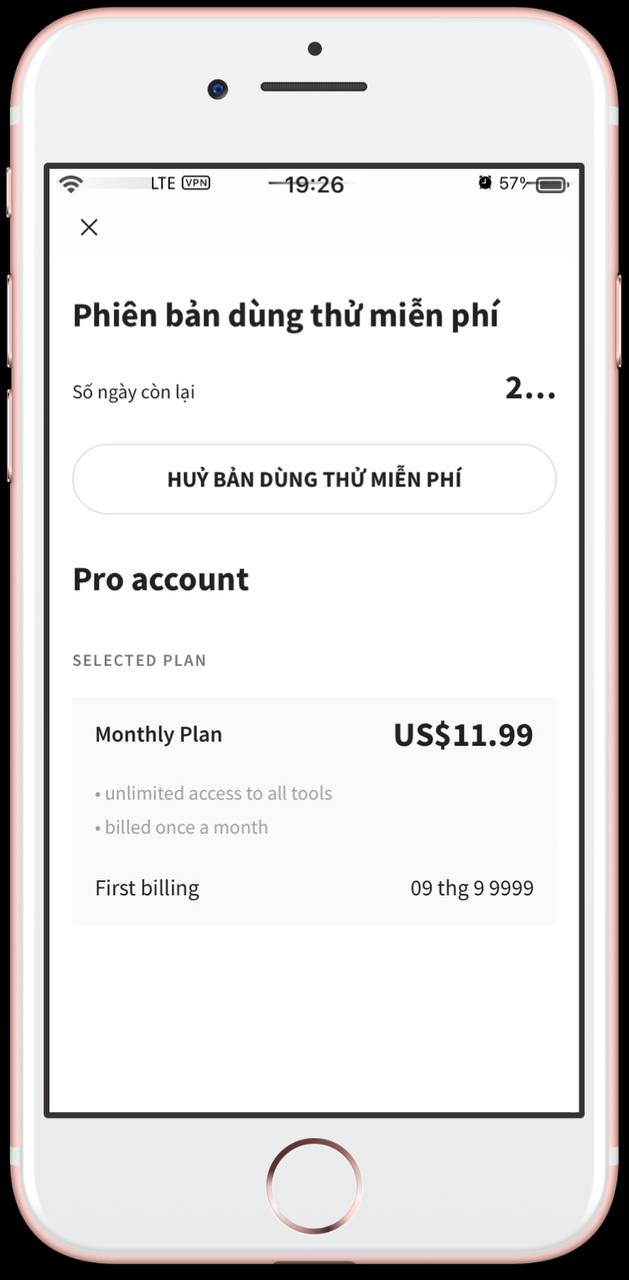 LTE VPN 19:26 57%
Phiên bản dùng thử miễn phí
Số ngày còn lại 2...
HUỶ BẢN DÙNG THỬ MIỄN PHÍ
Pro account
SELECTED PLAN
Monthly Plan US$11.99
• unlimited access to all tools
• billed once a month
First billing 09 thg 9 9999